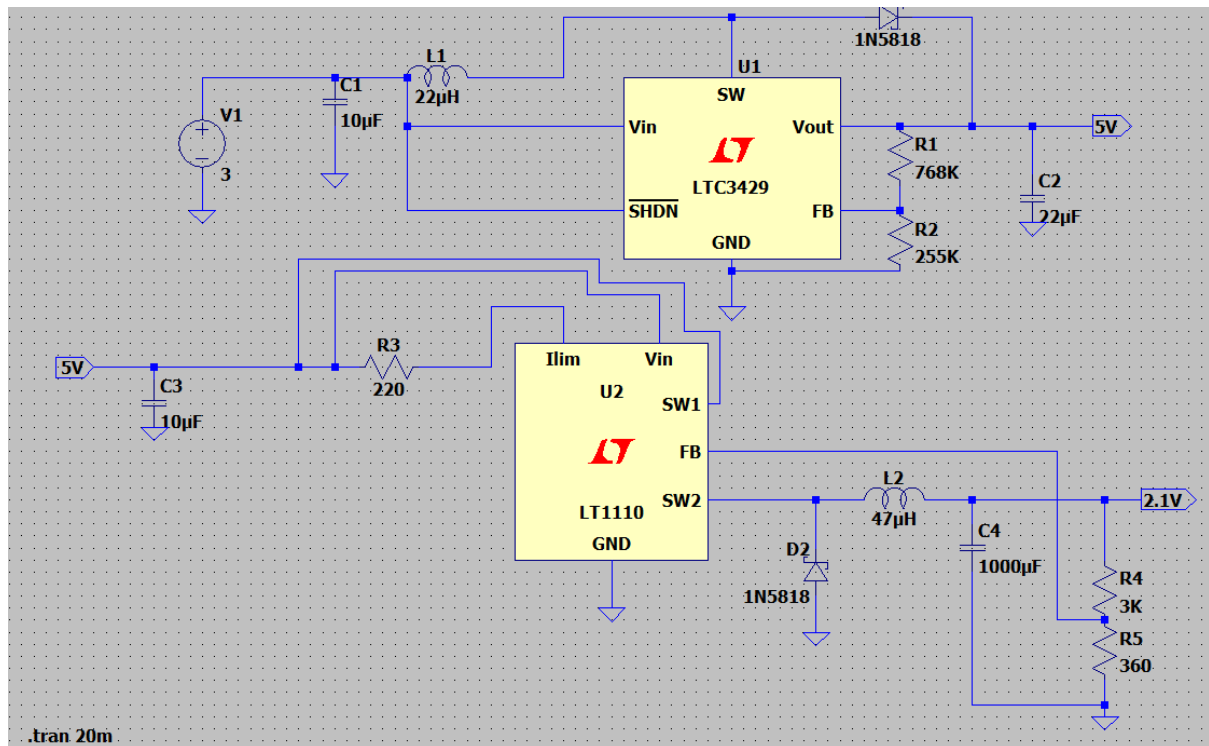 1N5818
L1
22µH
U1
C1
10µF
V1
3
SW
Vin
Vout
LTC3429
SHDN
FB
GND
R1
768K
R2
255K
5V
C2
22µF
5V
C3
10µF
R3
220
Ilim
Vin
U2
SW1
FB
SW2
LT1110
GND
L2
47µH
D2
1N5818
C4
1000µF
2.1V
R4
3K
R5
360
.tran 20m